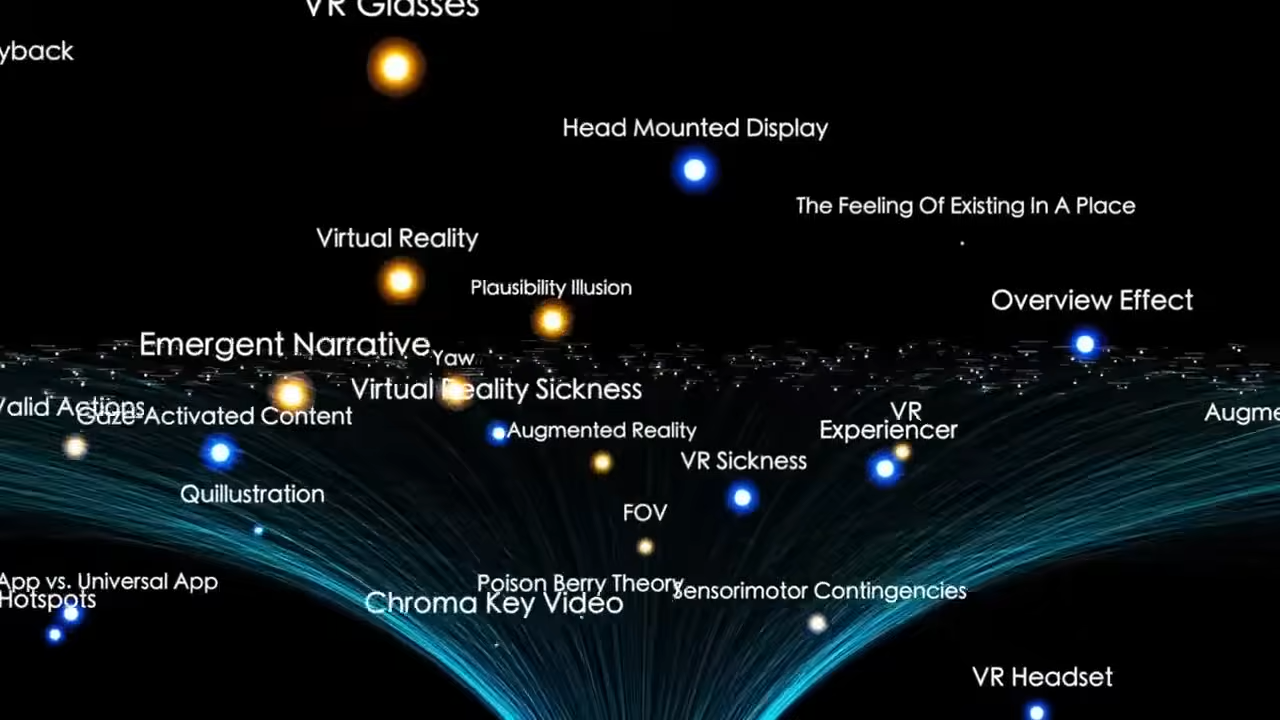 VR Glasses
yback
Head Mounted Display
The Feeling Of Existing In A Place
Virtual Reality
Plausibility Illusion
Overview Effect
Emergent Narrative
Yaw
Virtual Reality Sickness
Valid Actions
Gaze-Activated Content
VR
Experiencer
Augme
Augmented Reality
VR Sickness
Quillustration
FOV
App vs. Universal App
Hotspots
Poison Berry Theory
Chroma Key Video
Sensorimotor Contingencies
VR Headset